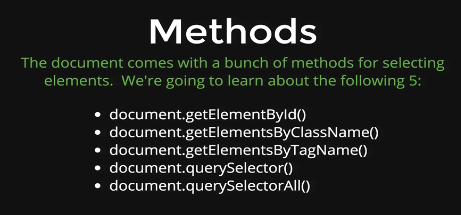 Methods
The document comes with a bunch of methods for selecting
elements.  We're going to learn about the following 5:
• document.getElementById()
• document.getElementsByClassName()
• document.getElementsByTagName()
• document.querySelector()
• document.querySelectorAll()